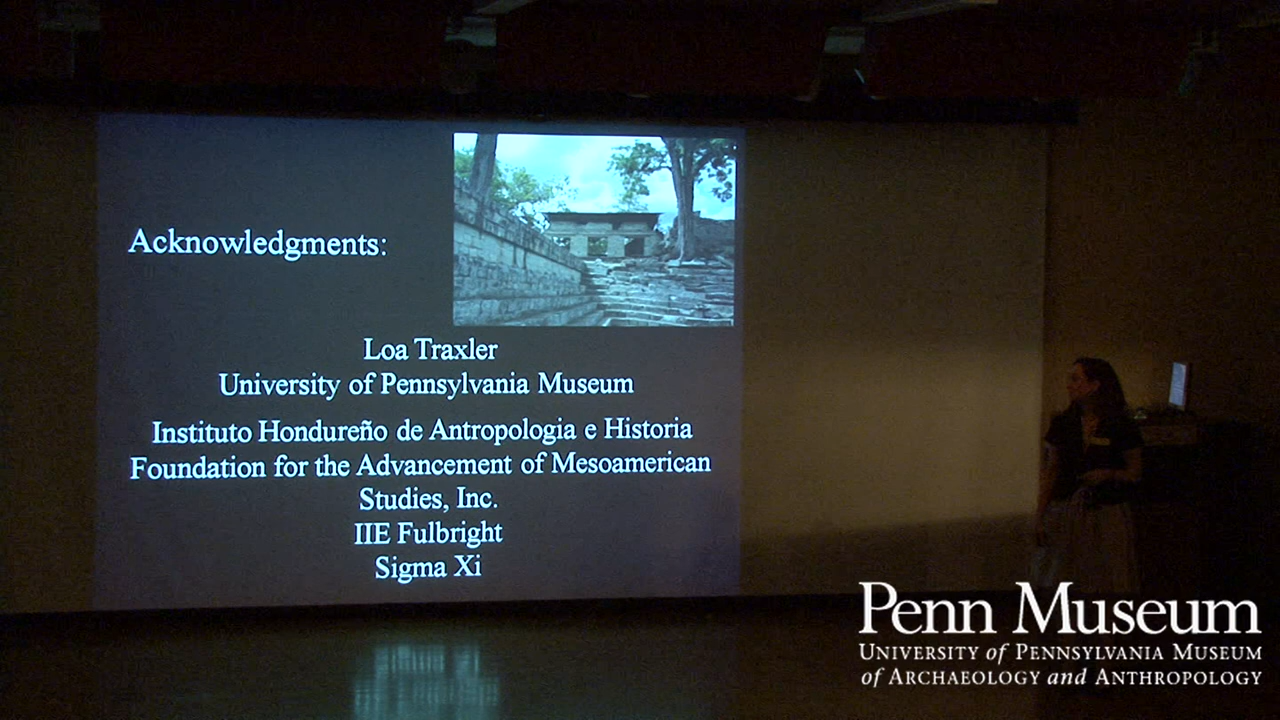 Acknowledgments:
Loa Traxler
University of Pennsylvania Museum
Instituto Hondureño de Antropologia e Historia
Foundation for the Advancement of Mesoamerican
Studies, Inc.
IIE Fulbright
Sigma Xi
Penn Museum
University of Pennsylvania Museum
of Archaeology and Anthropology